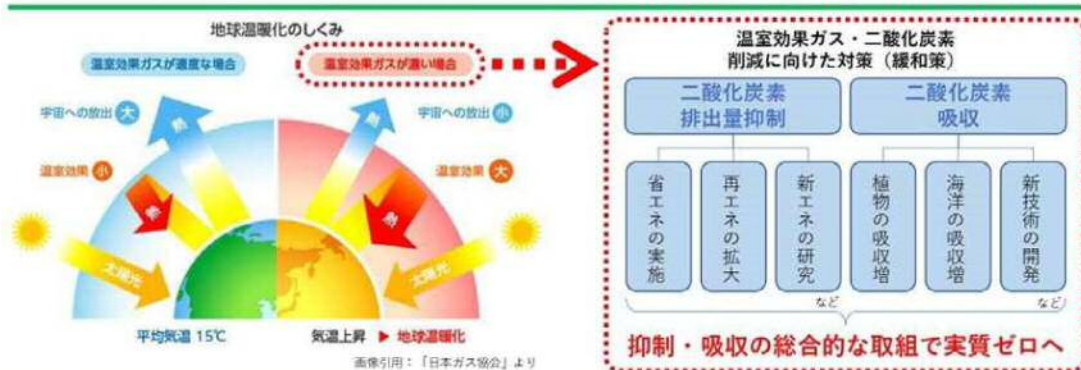 地球温暖化のしくみ
温室効果ガスが適度な場合
温室効果ガスが濃い場合
宇宙への放出 大
熱
熱
宇宙への放出 小
温室効果 小
熱
熱
温室効果 大
太陽光
太陽光
平均気温 15℃
気温上昇 ▶ 地球温暖化
画像引用：「日本ガス協会」より
温室効果ガス・二酸化炭素
削減に向けた対策（緩和策）
二酸化炭素
排出量抑制
二酸化炭素
吸収
省エネの実施
再エネの拡大
新エネの研究
など
植物の吸収増
海洋の吸収増
新技術の開発
など
抑制・吸収の総合的な取組で実質ゼロへ